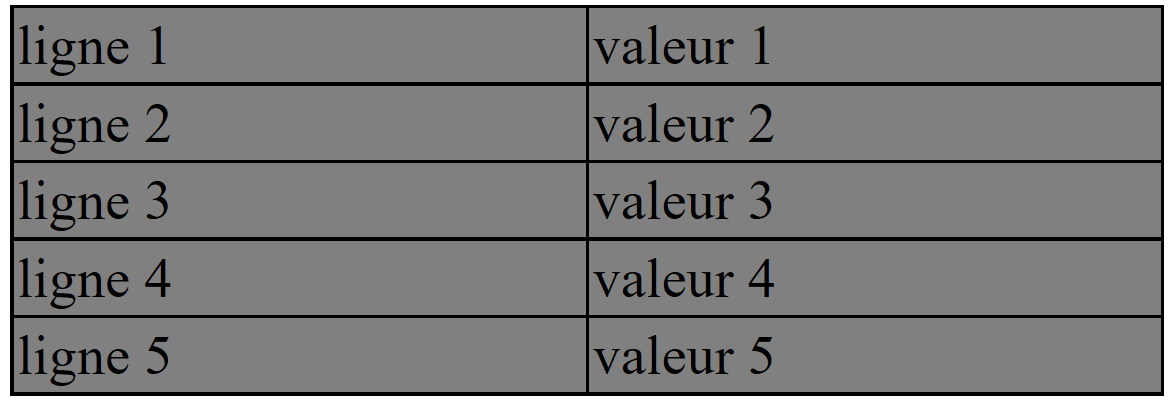 ligne 1 valeur 1
ligne 2 valeur 2
ligne 3 valeur 3
ligne 4 valeur 4
ligne 5 valeur 5